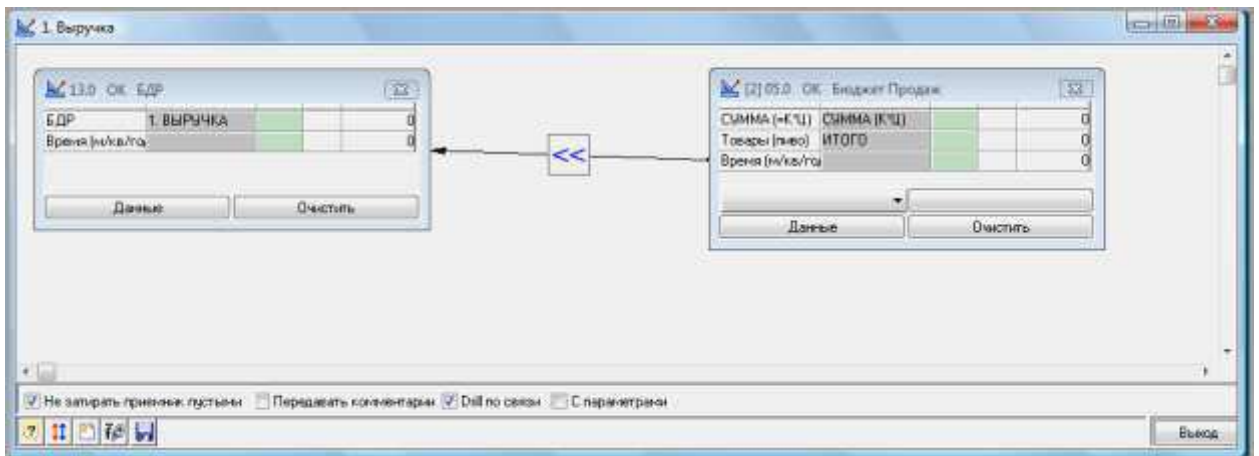 1. Выручка
13.0 ОК БДР
БДР 1. ВЫРУЧКА 0
Время (м/кв/го 0
Данные Очистить
<<
[2] 05.0 ОК Бюджет Продаж
СУММА (=К*Ц) СУММА (К*Ц) 0
Товары (пиво) ИТОГО 0
Время (м/кв/го 0
Данные Очистить
Не затирать приемник пустыми Передавать комментарии Drill по связи С параметрами
Выход